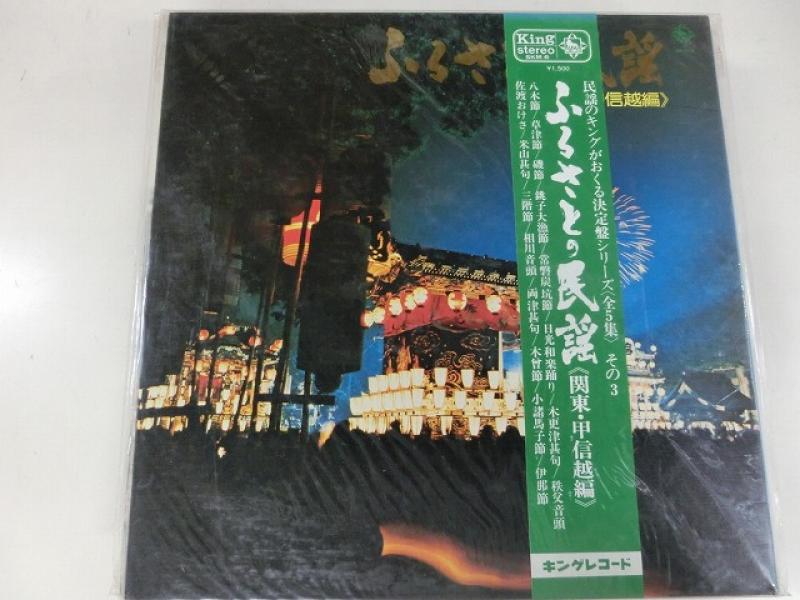 ふるさと
民謡
信越編》
King
stereo
SKM 6
¥1,500
民謡のキングがおくる決定盤シリーズ《全5集》その3
ふるさとの民謡《関東・甲信越編》
八木節/草津節/磯節/銚子大漁節/常磐炭坑節/日光和楽踊り/木更津甚句/秩父音頭
佐渡おけさ/米山甚句/三階節/相川音頭/両津甚句/木曾節/小諸馬子節/伊那節
キングレコード